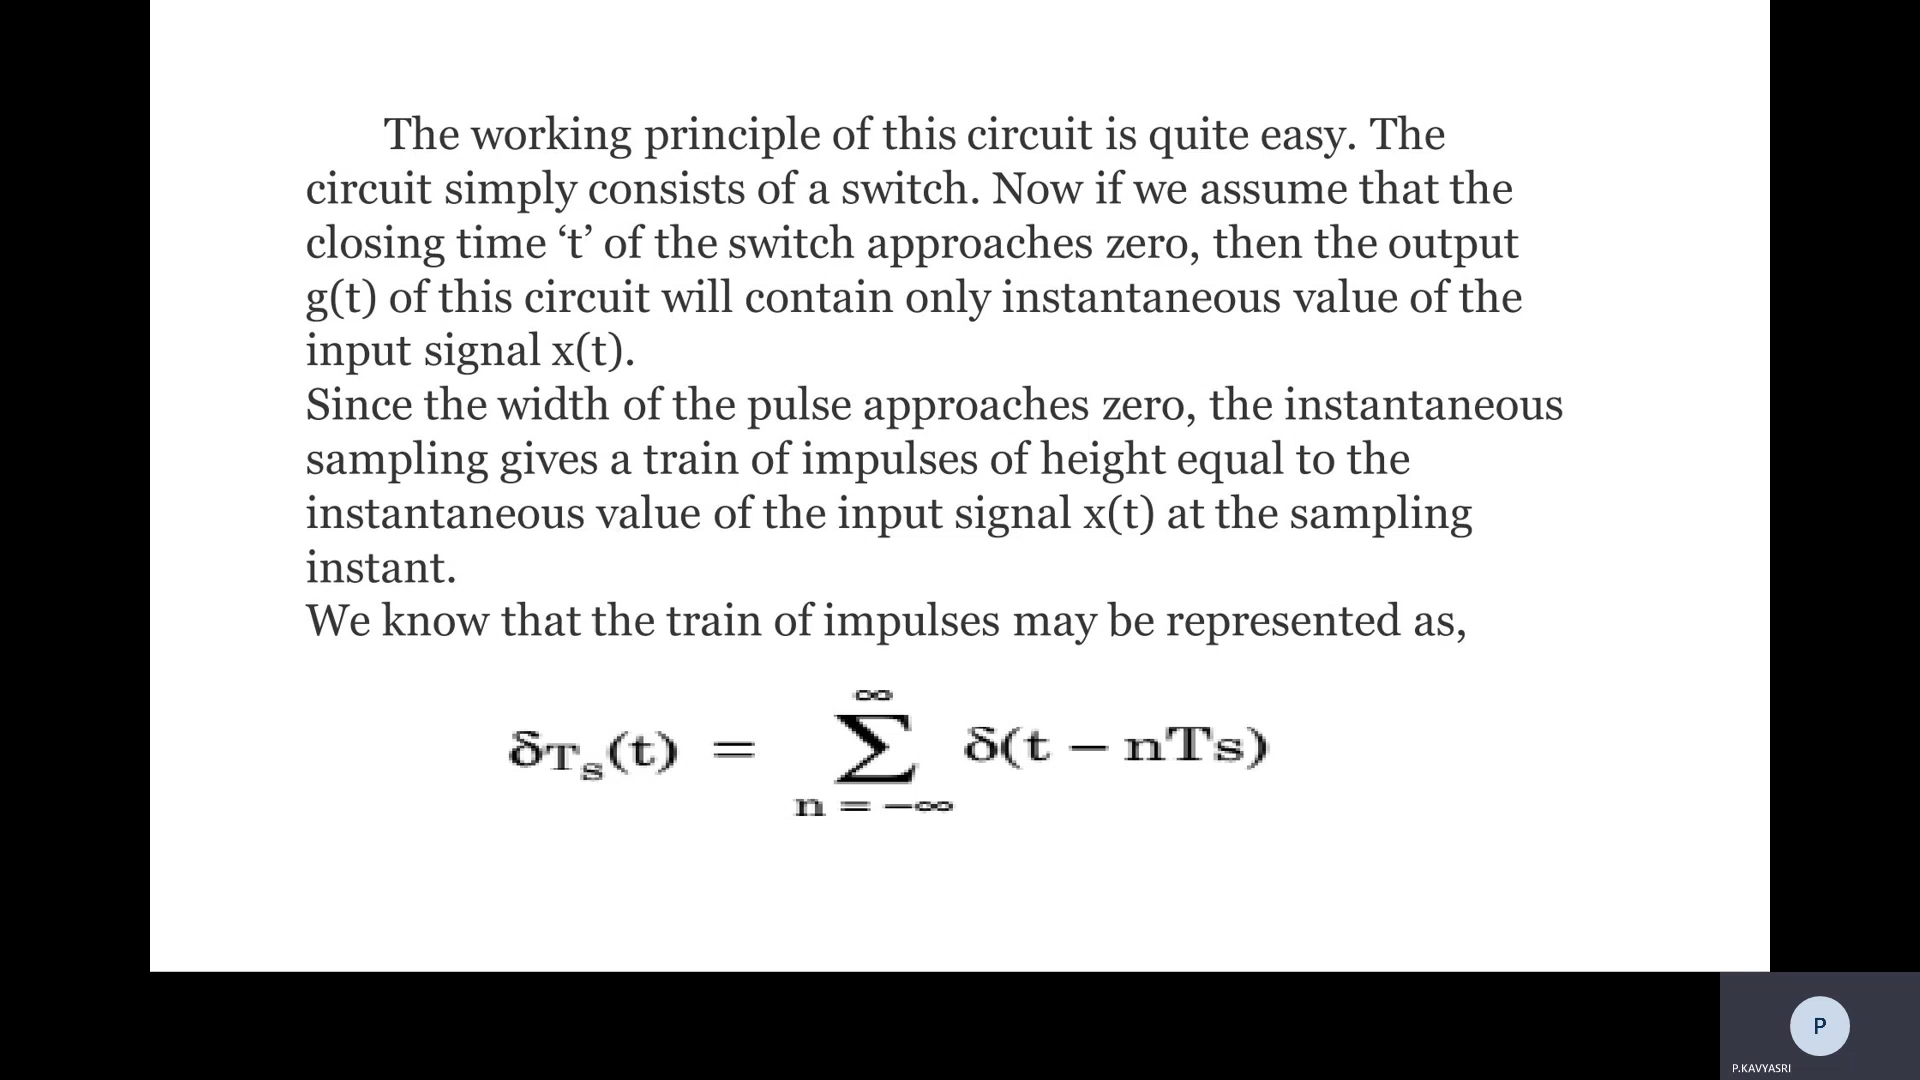 The working principle of this circuit is quite easy. The
circuit simply consists of a switch. Now if we assume that the
closing time ‘t’ of the switch approaches zero, then the output
g(t) of this circuit will contain only instantaneous value of the
input signal x(t).
Since the width of the pulse approaches zero, the instantaneous
sampling gives a train of impulses of height equal to the
instantaneous value of the input signal x(t) at the sampling
instant.
We know that the train of impulses may be represented as,
δTₛ(t) = ∑ₙ₌₋∞^∞ δ(t – nTs)
P
P.KAVYASRI